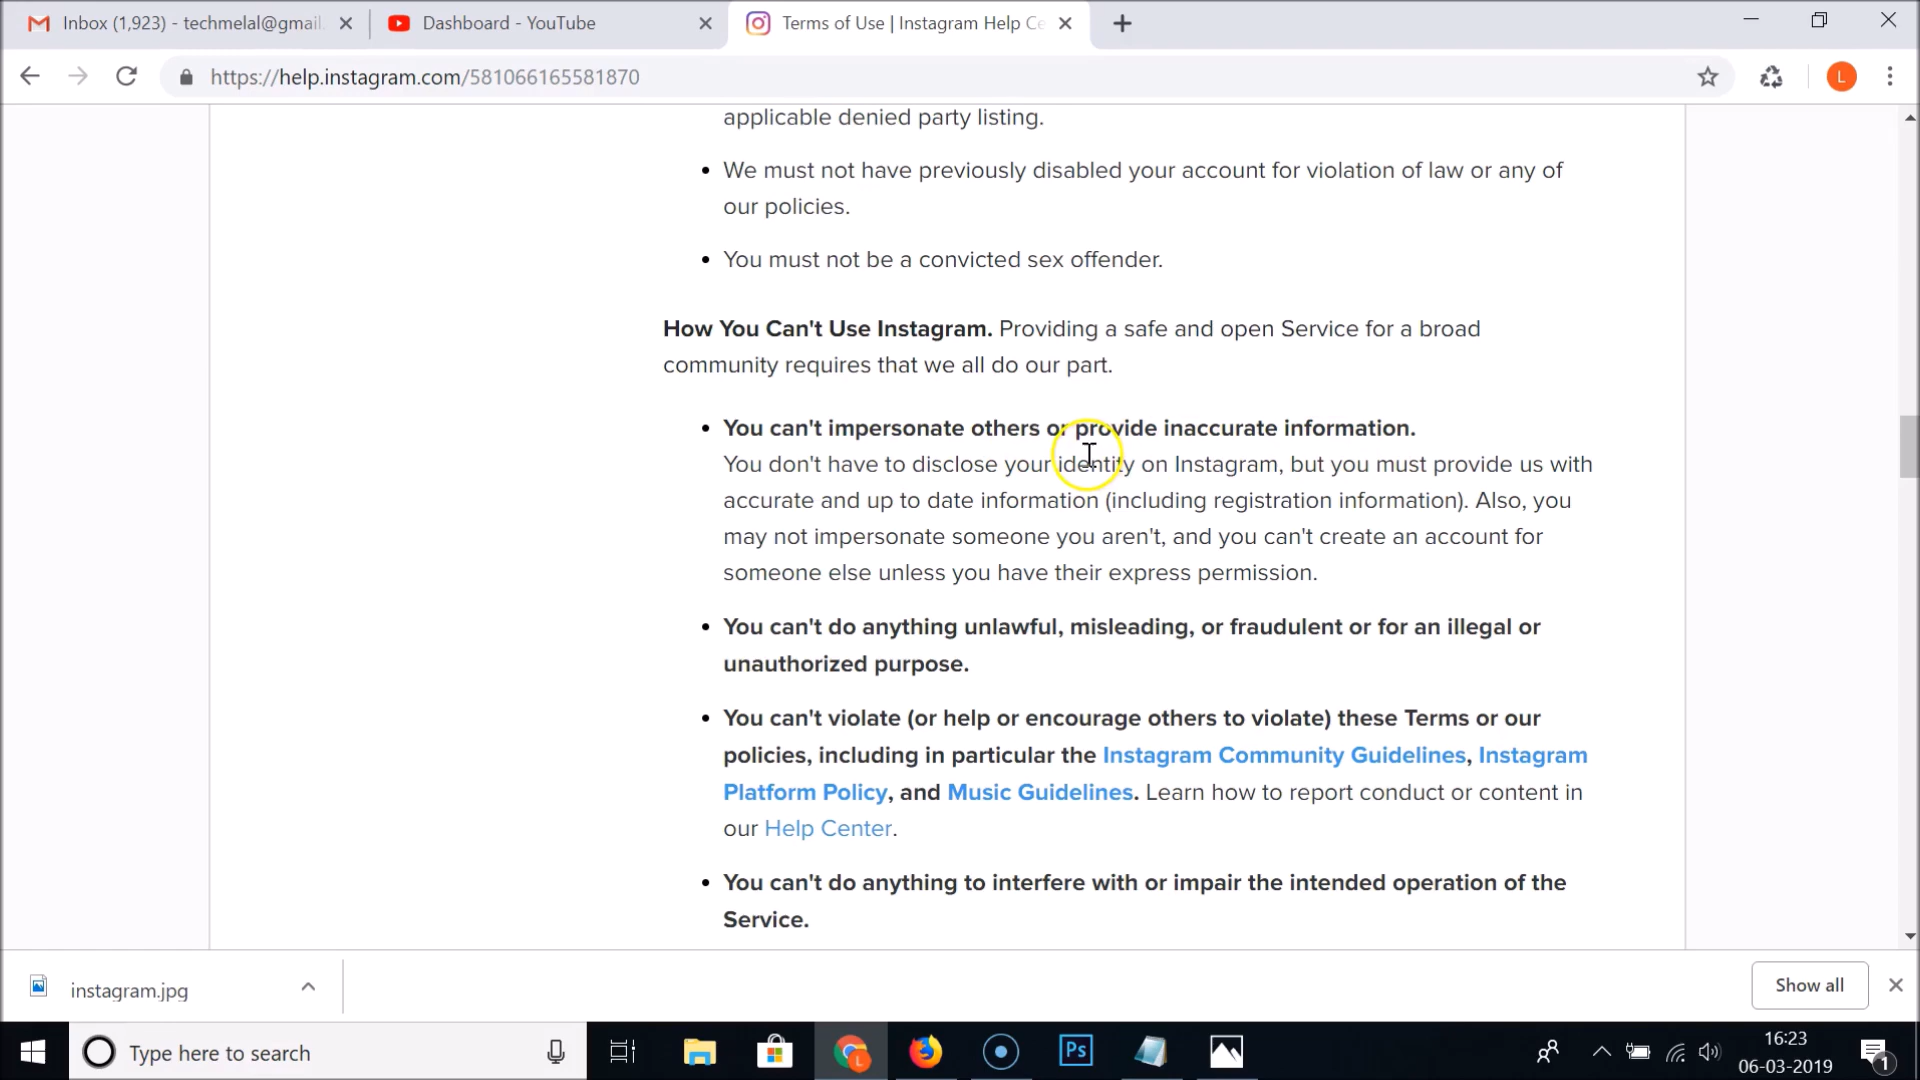 Inbox (1,923) - techmelal@gmail.
Dashboard - YouTube
Terms of Use | Instagram Help Ce
https://help.instagram.com/581066165581870
L
applicable denied party listing.
• We must not have previously disabled your account for violation of law or any of
our policies.
• You must not be a convicted sex offender.
How You Can't Use Instagram. Providing a safe and open Service for a broad
community requires that we all do our part.
• You can't impersonate others or provide inaccurate information.
You don't have to disclose your identity on Instagram, but you must provide us with
accurate and up to date information (including registration information). Also, you
may not impersonate someone you aren't, and you can't create an account for
someone else unless you have their express permission.
• You can't do anything unlawful, misleading, or fraudulent or for an illegal or
unauthorized purpose.
• You can't violate (or help or encourage others to violate) these Terms or our
policies, including in particular the Instagram Community Guidelines, Instagram
Platform Policy, and Music Guidelines. Learn how to report conduct or content in
our Help Center.
• You can't do anything to interfere with or impair the intended operation of the
Service.
instagram.jpg
Show all
Type here to search
L
Ps
16:23
06-03-2019
1